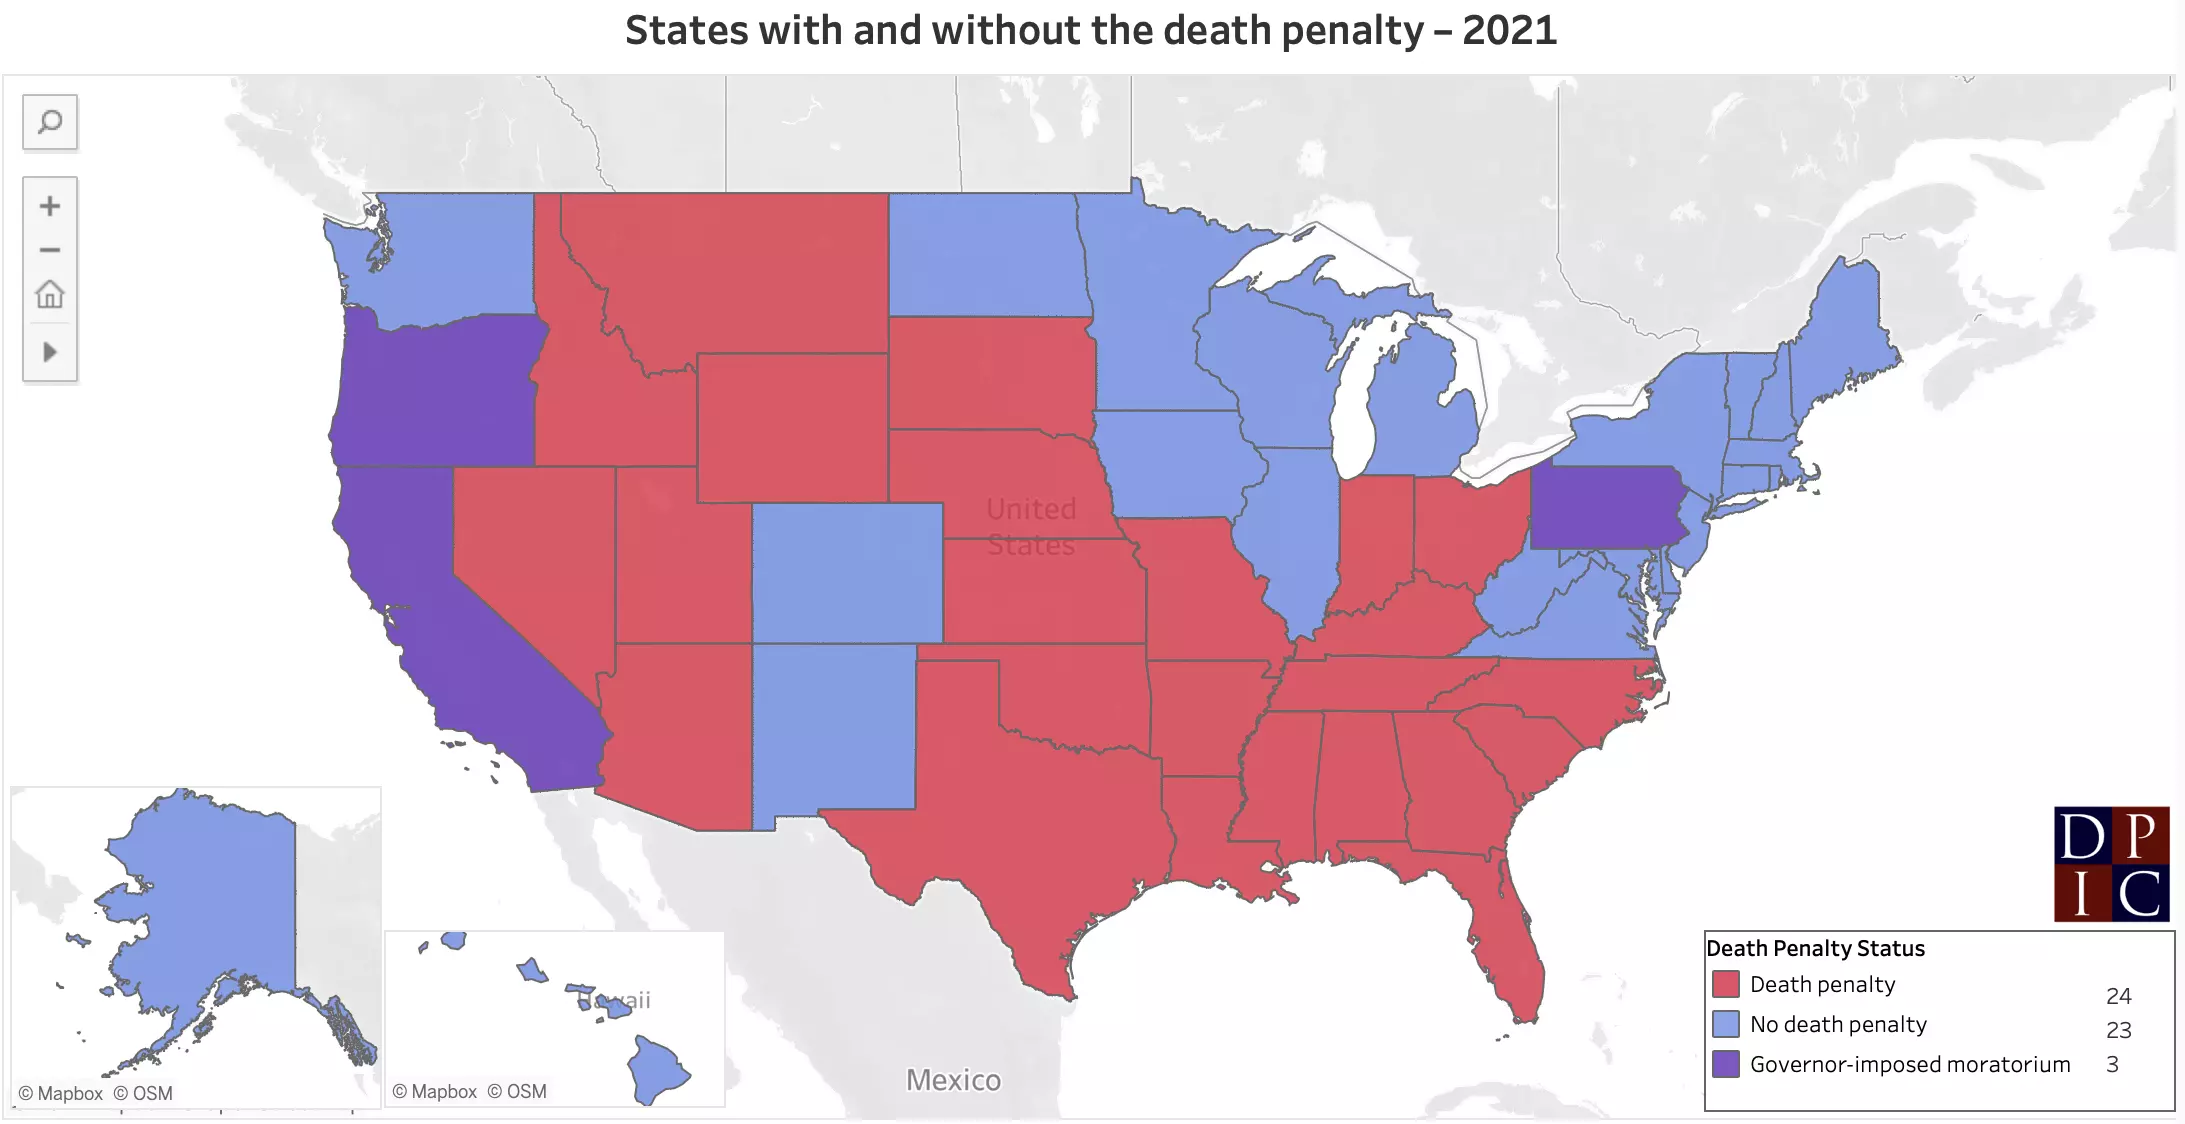 States with and without the death penalty – 2021
United
States
Hawaii
Mexico
© Mapbox © OSM
© Mapbox © OSM
D P
I C
Death Penalty Status
Death penalty 24
No death penalty 23
Governor-imposed moratorium 3